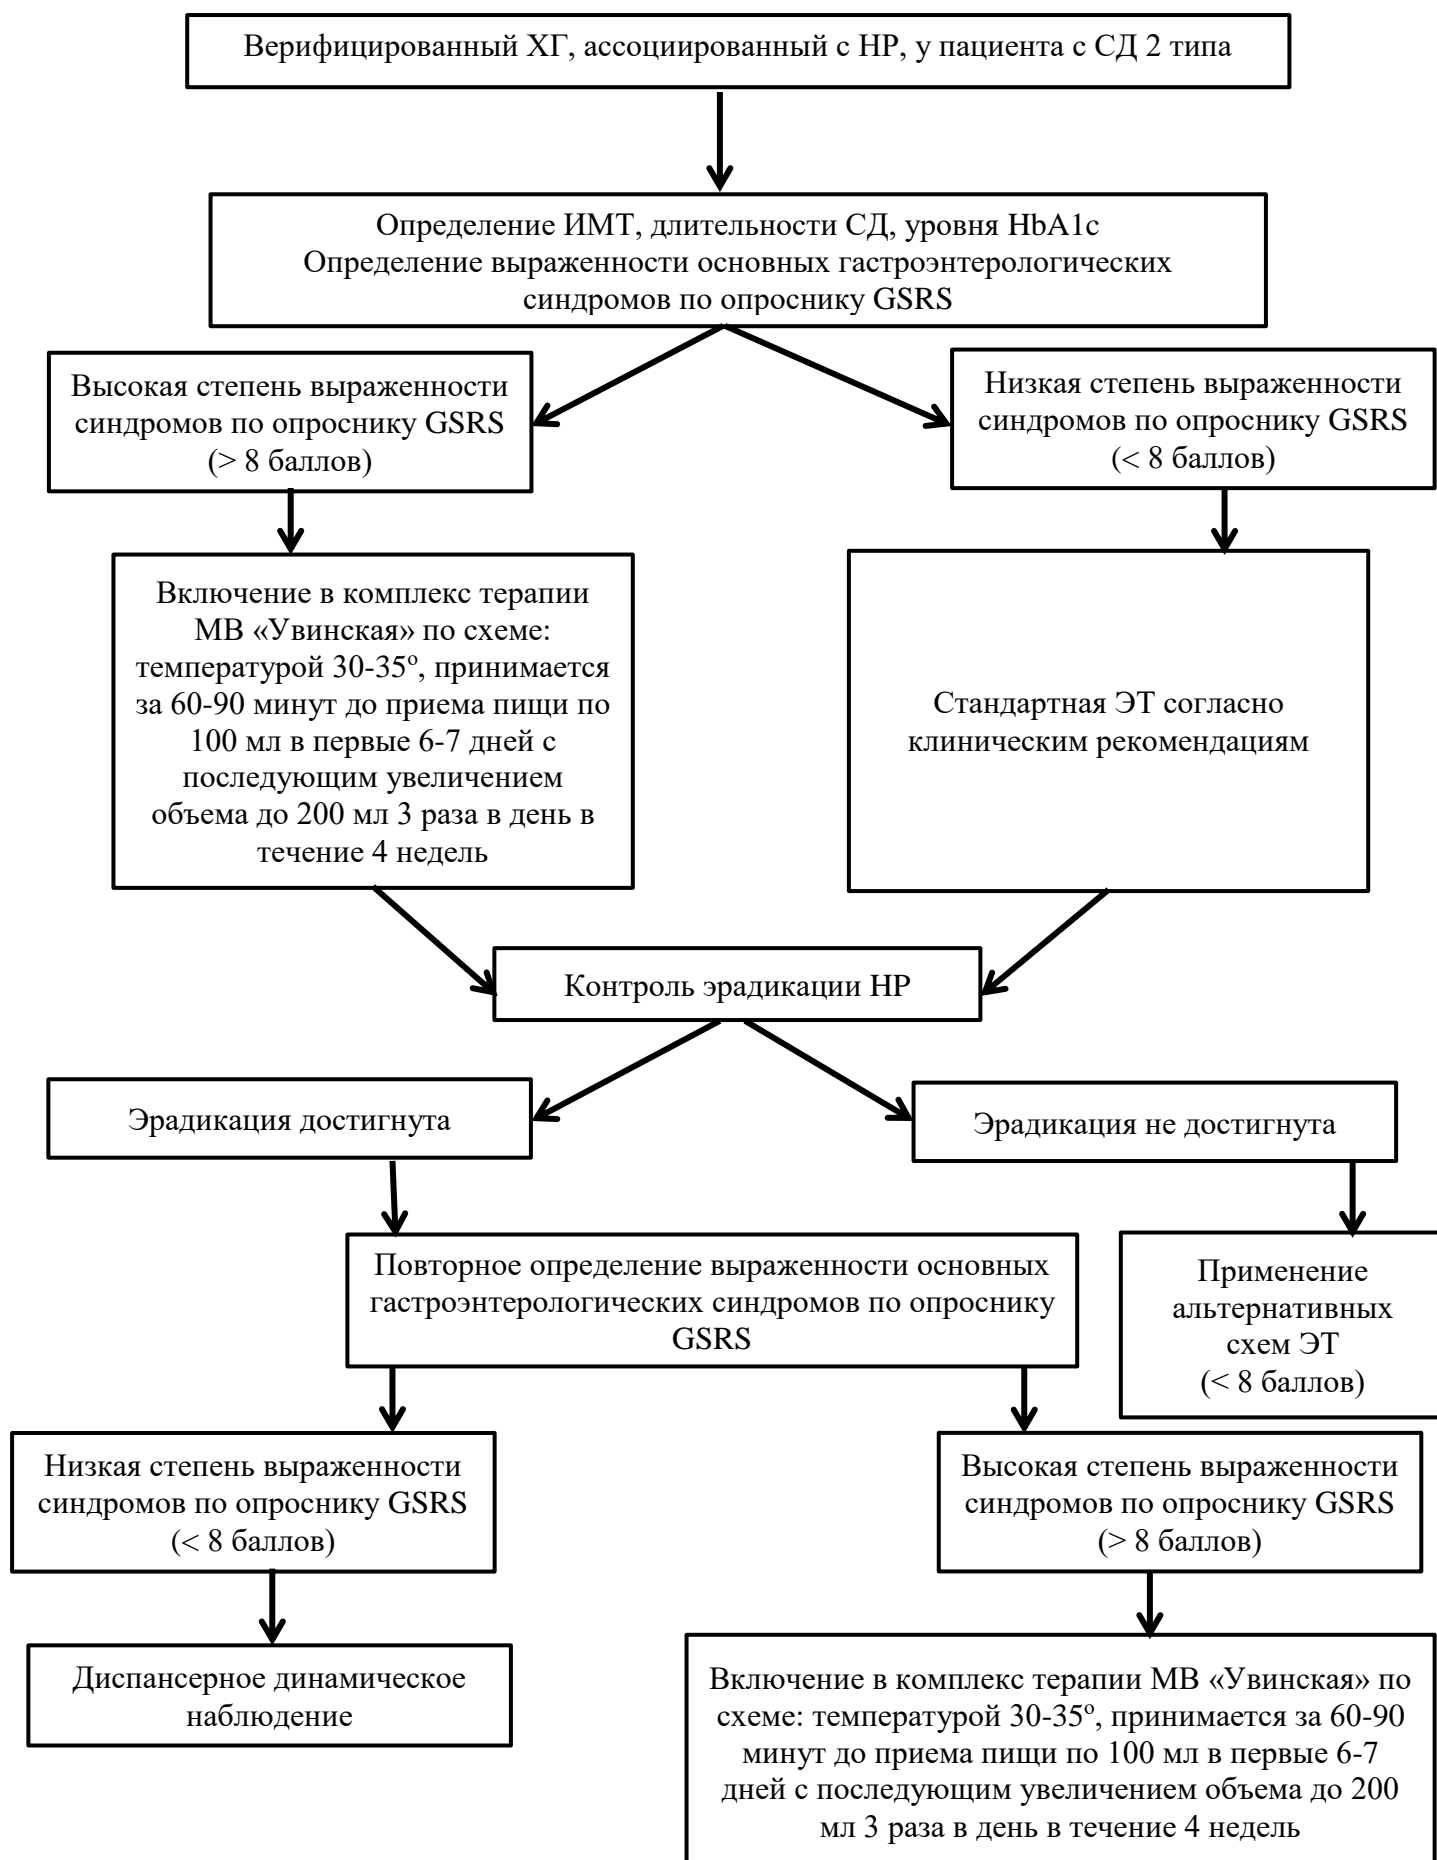 Верифицированный ХГ, ассоциированный с НР, у пациента с СД 2 типа
Определение ИМТ, длительности СД, уровня HbA1c
Определение выраженности основных гастроэнтерологических
синдромов по опроснику GSRS
Высокая степень выраженности
синдромов по опроснику GSRS
(> 8 баллов)
Низкая степень выраженности
синдромов по опроснику GSRS
(< 8 баллов)
Включение в комплекс терапии
МВ «Увинская» по схеме:
температурой 30-35º, принимается
за 60-90 минут до приема пищи по
100 мл в первые 6-7 дней с
последующим увеличением
объема до 200 мл 3 раза в день в
течение 4 недель
Стандартная ЭТ согласно
клиническим рекомендациям
Контроль эрадикации НР
Эрадикация достигнута
Эрадикация не достигнута
Повторное определение выраженности основных
гастроэнтерологических синдромов по опроснику
GSRS
Применение
альтернативных
схем ЭТ
(< 8 баллов)
Низкая степень выраженности
синдромов по опроснику GSRS
(< 8 баллов)
Высокая степень выраженности
синдромов по опроснику GSRS
(> 8 баллов)
Диспансерное динамическое
наблюдение
Включение в комплекс терапии МВ «Увинская» по
схеме: температурой 30-35º, принимается за 60-90
минут до приема пищи по 100 мл в первые 6-7
дней с последующим увеличением объема до 200
мл 3 раза в день в течение 4 недель